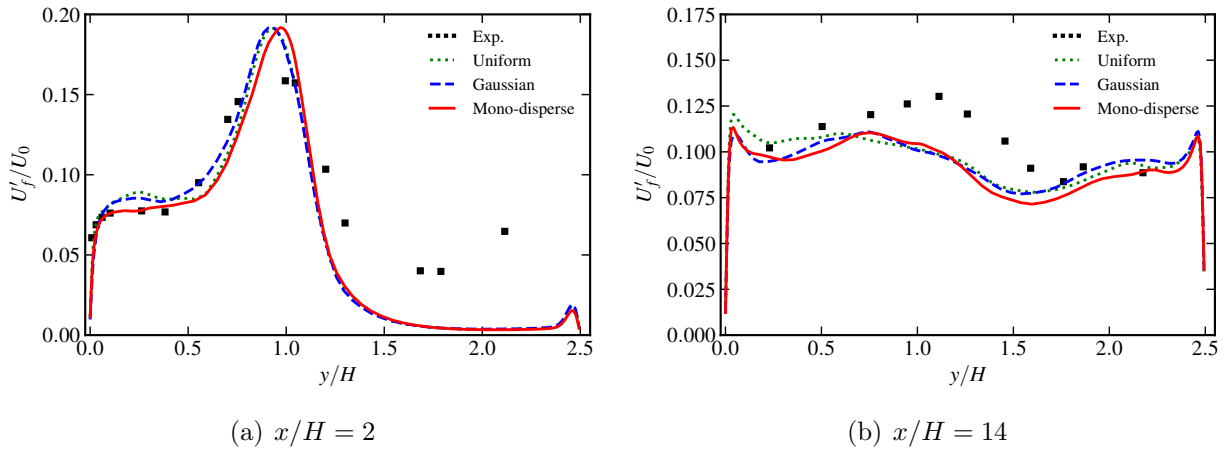 0.20
0.15
0.10
0.05
0.00
U'_f/U_0
0.0 0.5 1.0 1.5 2.0 2.5
y/H
Exp.
Uniform
Gaussian
Mono-disperse
(a) x/H = 2
0.175
0.150
0.125
0.100
0.075
0.050
0.025
0.000
U'_f/U_0
0.0 0.5 1.0 1.5 2.0 2.5
y/H
Exp.
Uniform
Gaussian
Mono-disperse
(b) x/H = 14